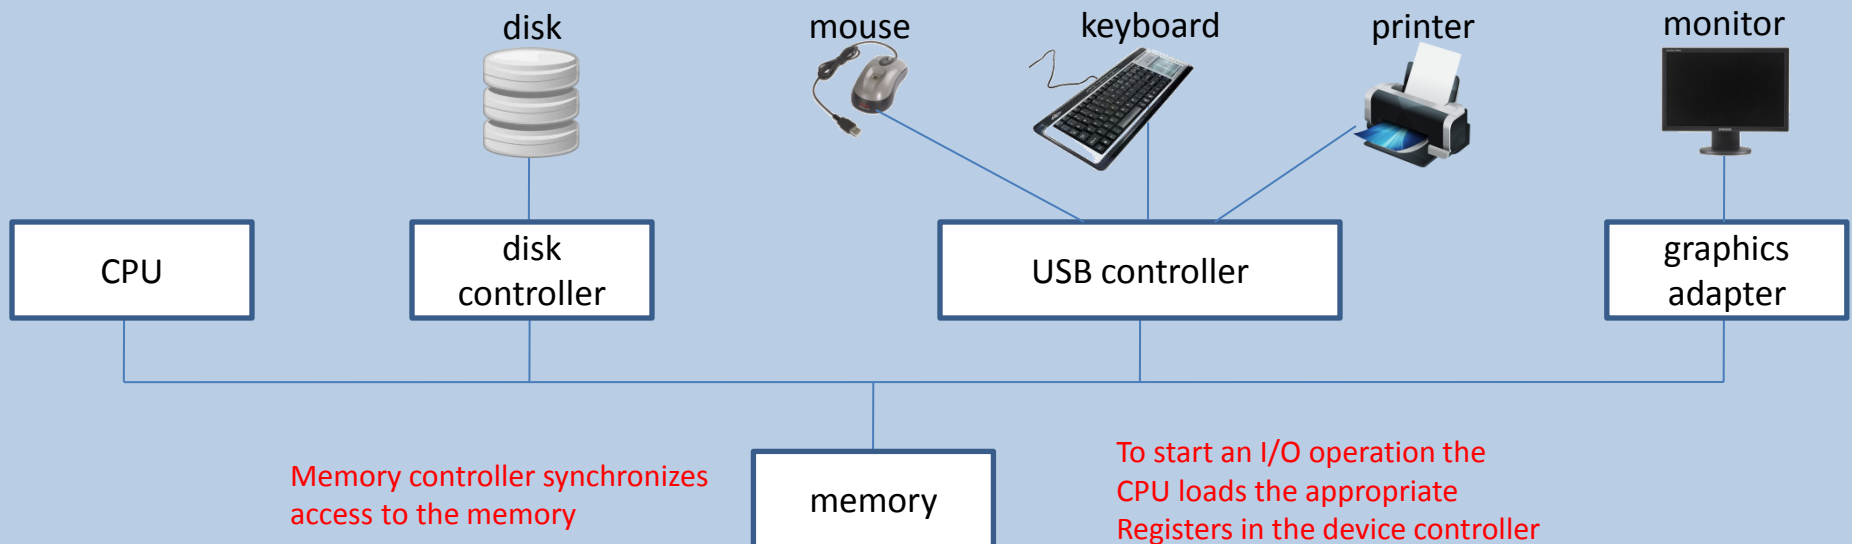 disk
mouse
keyboard
printer
monitor
CPU
disk
controller
USB controller
graphics
adapter
Memory controller synchronizes
access to the memory
memory
To start an I/O operation the
CPU loads the appropriate
Registers in the device controller